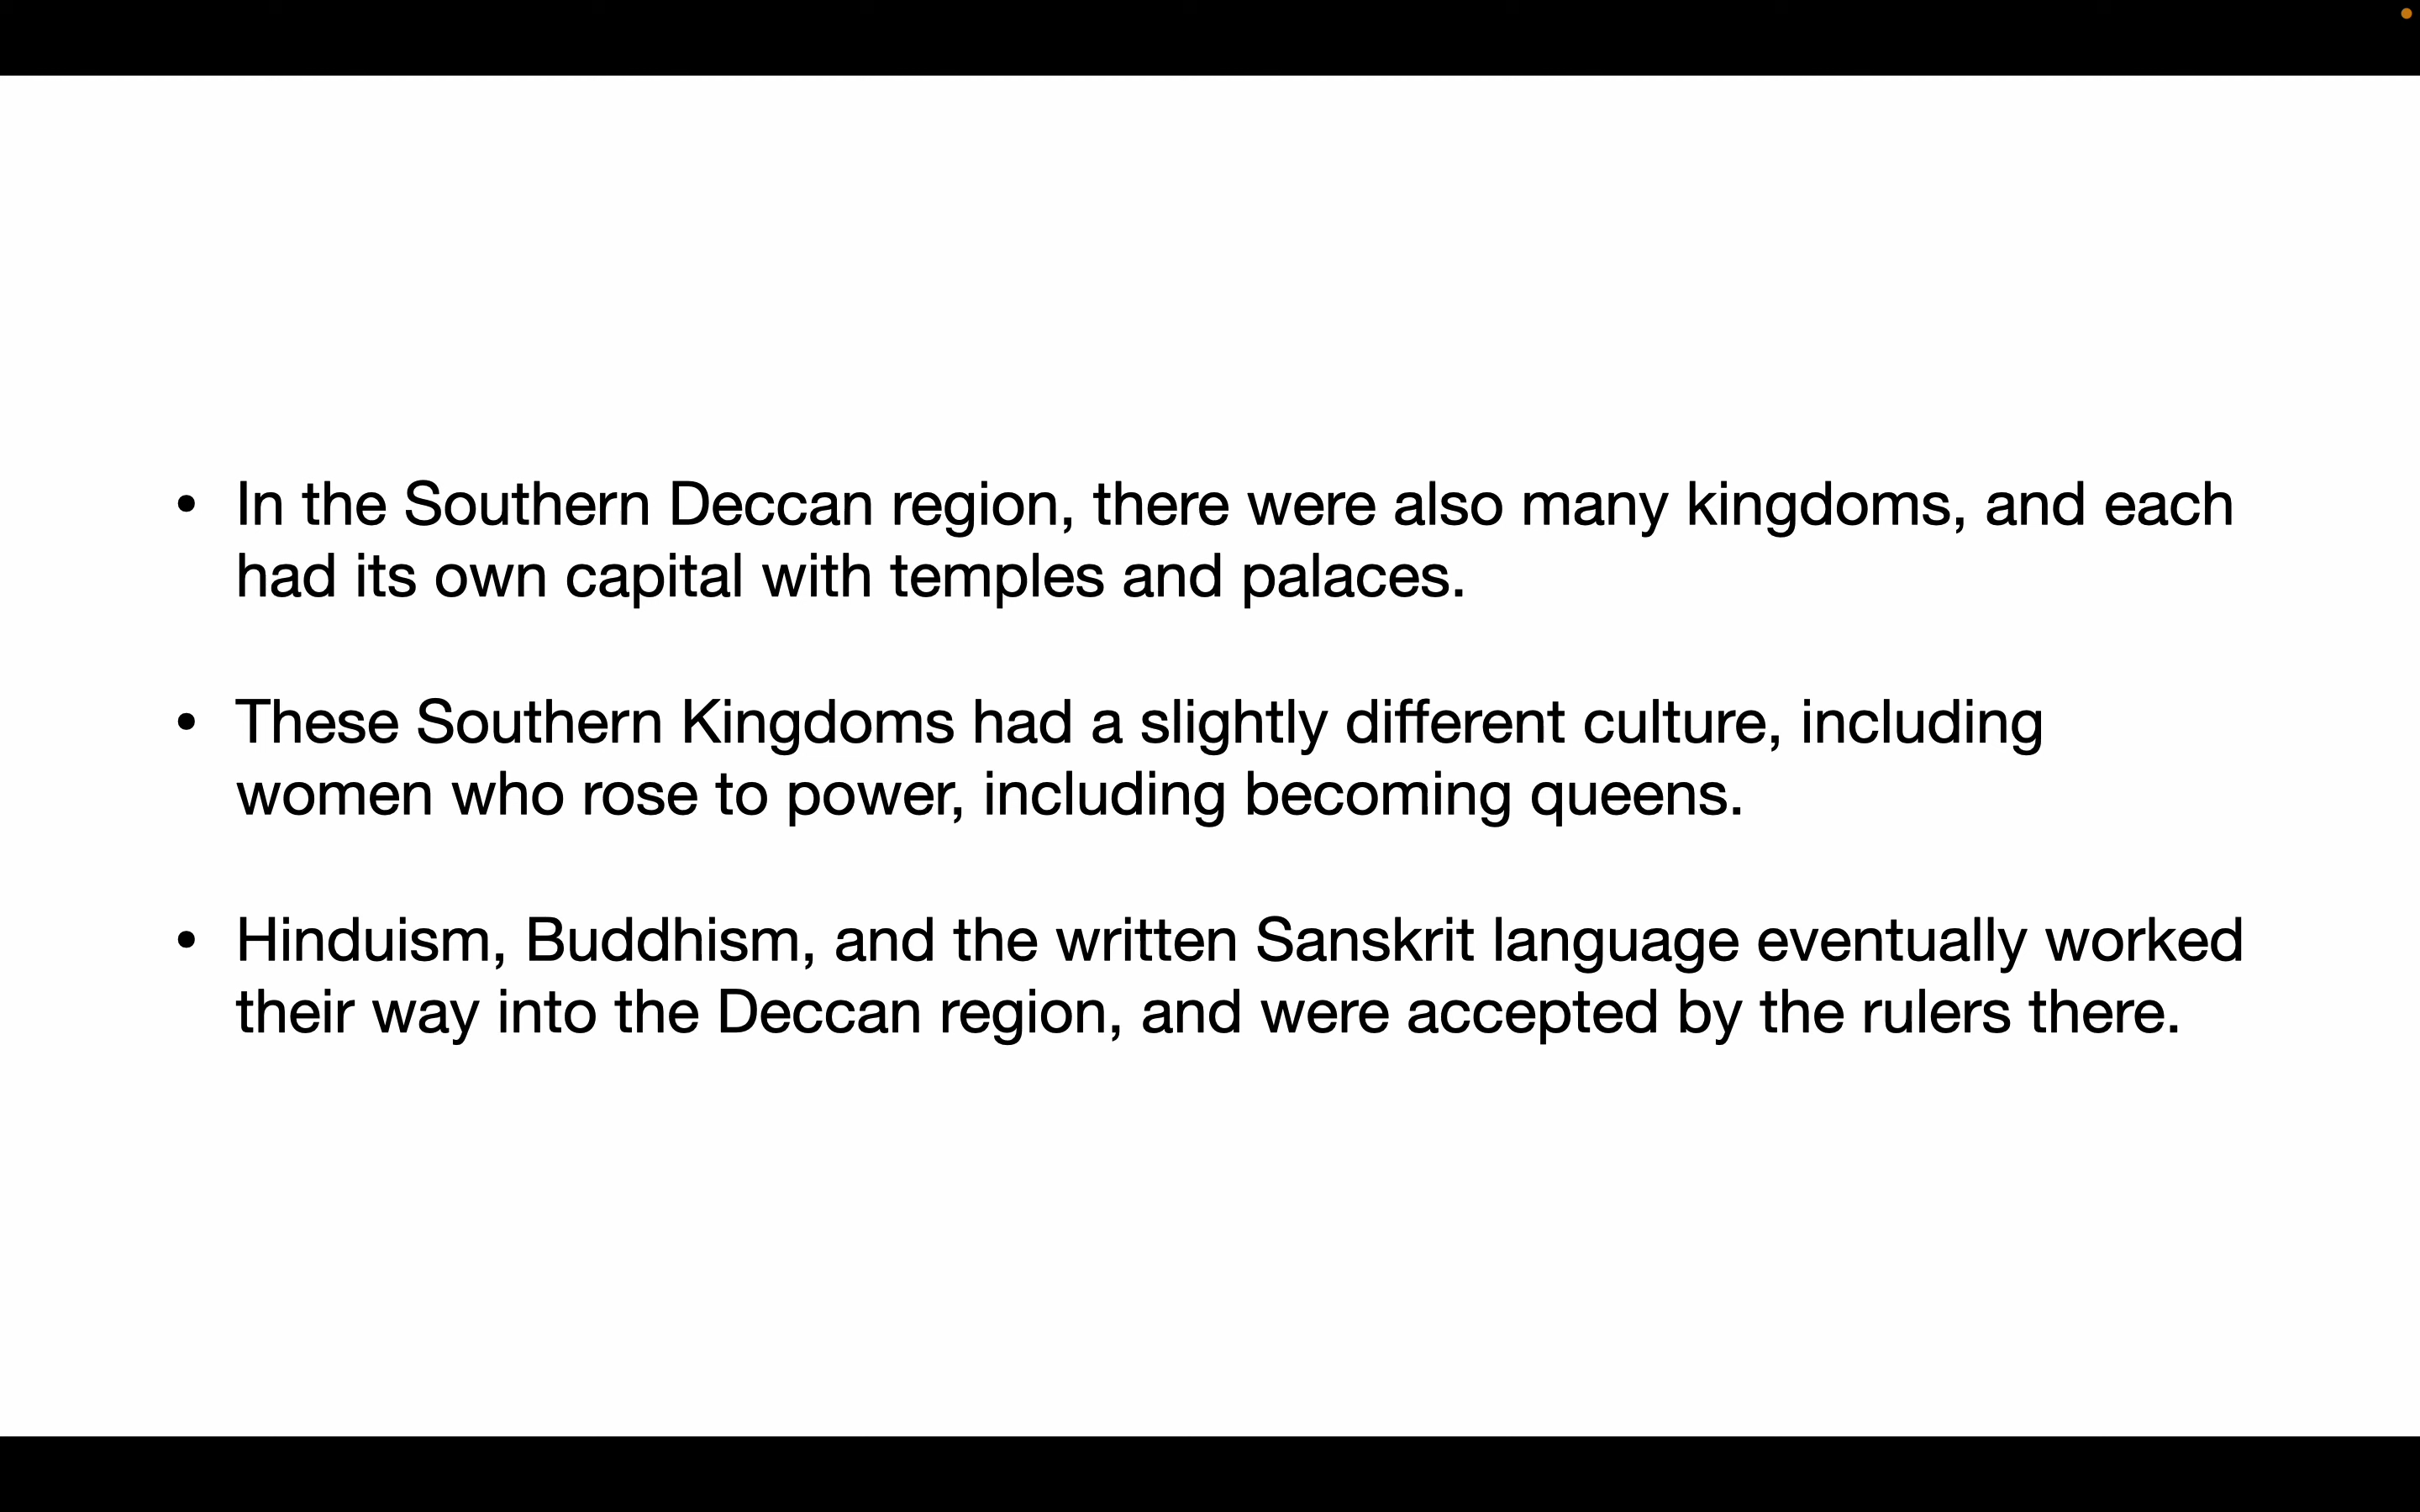 • In the Southern Deccan region, there were also many kingdoms, and each
had its own capital with temples and palaces.
• These Southern Kingdoms had a slightly different culture, including
women who rose to power, including becoming queens.
• Hinduism, Buddhism, and the written Sanskrit language eventually worked
their way into the Deccan region, and were accepted by the rulers there.